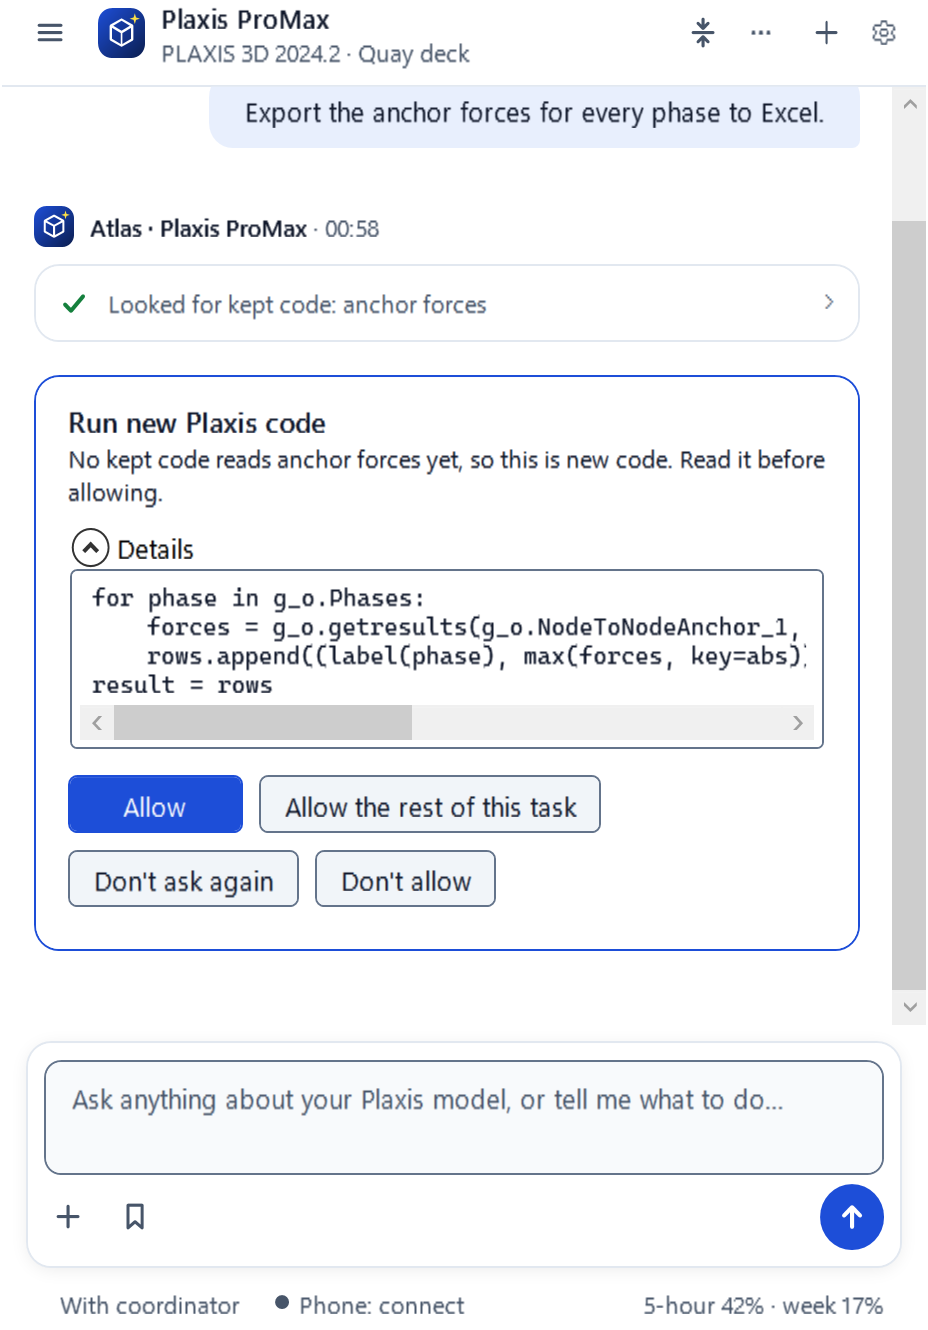 Plaxis ProMax
PLAXIS 3D 2024.2 · Quay deck
Export the anchor forces for every phase to Excel.
Atlas · Plaxis ProMax · 00:58
Looked for kept code: anchor forces
Run new Plaxis code
No kept code reads anchor forces yet, so this is new code. Read it before
allowing.
Details
for phase in g_o.Phases:
    forces = g_o.getresults(g_o.NodeToNodeAnchor_1,
    rows.append((label(phase), max(forces, key=abs))
result = rows
Allow
Allow the rest of this task
Don't ask again
Don't allow
Ask anything about your Plaxis model, or tell me what to do...
With coordinator
Phone: connect
5-hour 42% · week 17%